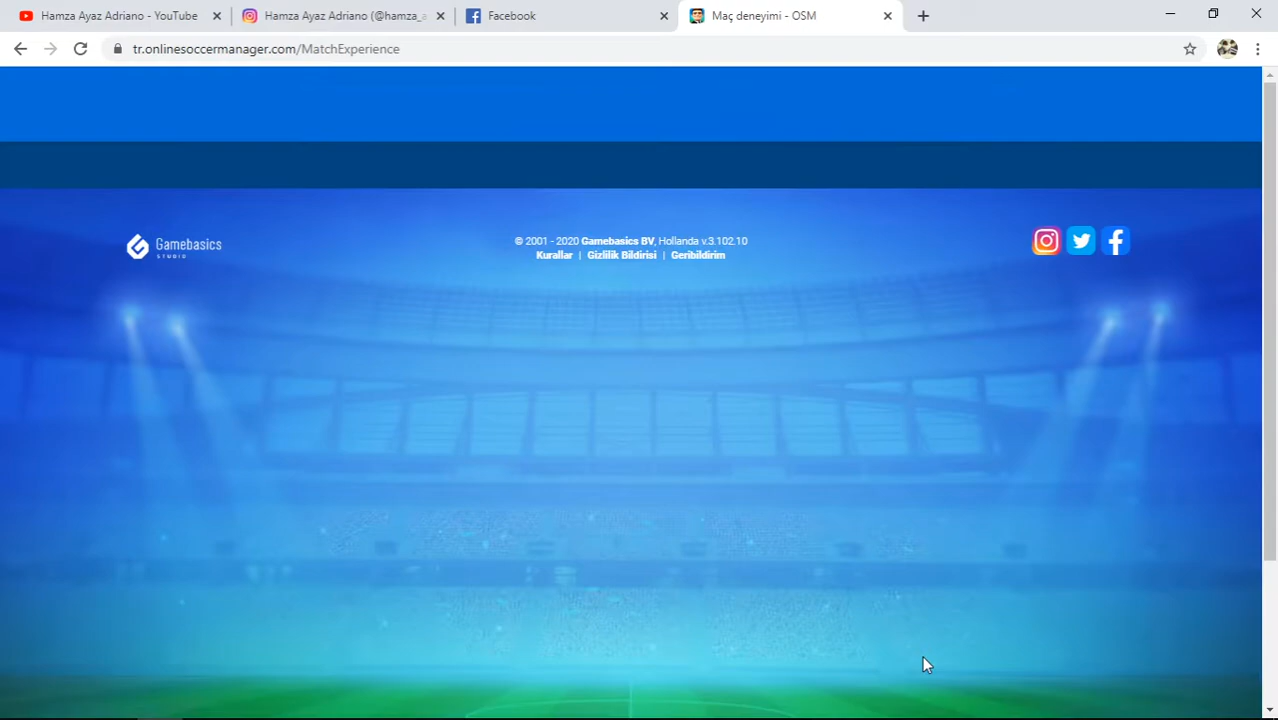 Hamza Ayaz Adriano - YouTube
Hamza Ayaz Adriano (@hamza_a
Facebook
Maç deneyimi - OSM
tr.onlinesoccermanager.com/MatchExperience
Gamebasics
STUDIO
© 2001 - 2020 Gamebasics BV, Hollanda v.3.102.10
Kurallar | Gizlilik Bildirisi | Geribildirim